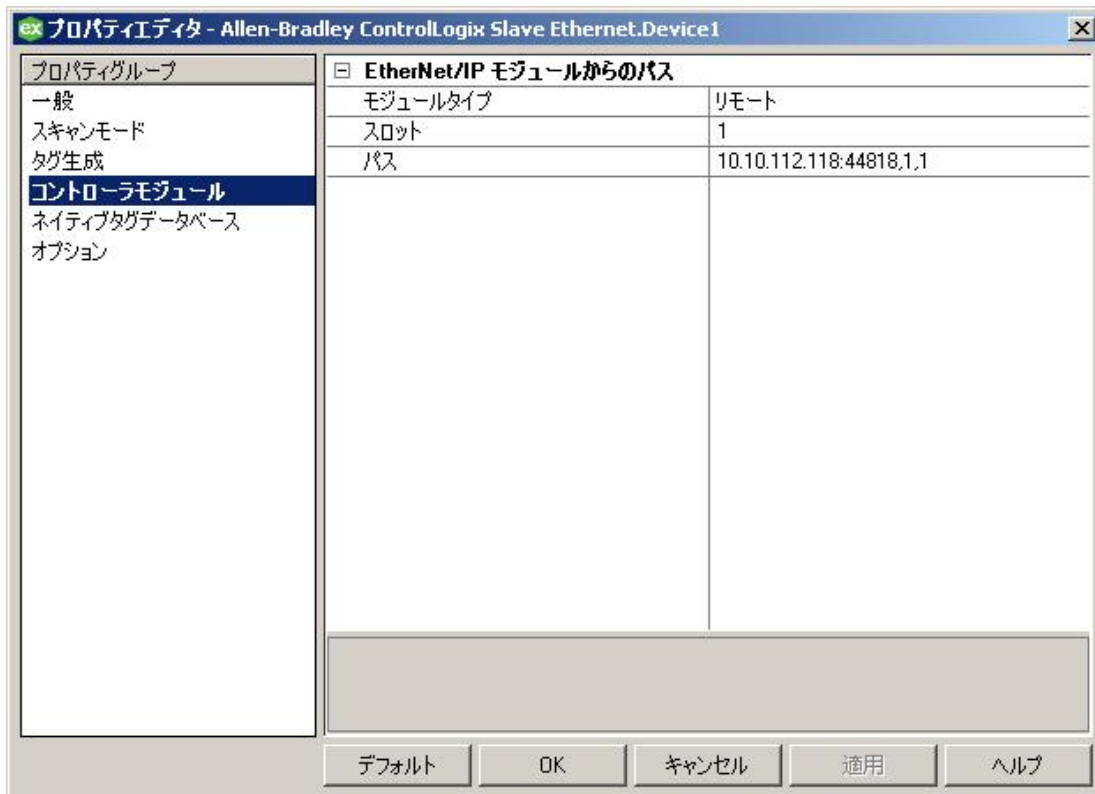 ex プロパティエディタ - Allen-Bradley ControlLogix Slave Ethernet.Device1
プロパティグループ
一般
スキャンモード
タグ生成
コントローラモジュール
ネイティブタグデータベース
オプション
EtherNet/IP モジュールからのパス
モジュールタイプ リモート
スロット 1
パス 10.10.112.118:44818,1,1
デフォルト OK キャンセル 適用 ヘルプ